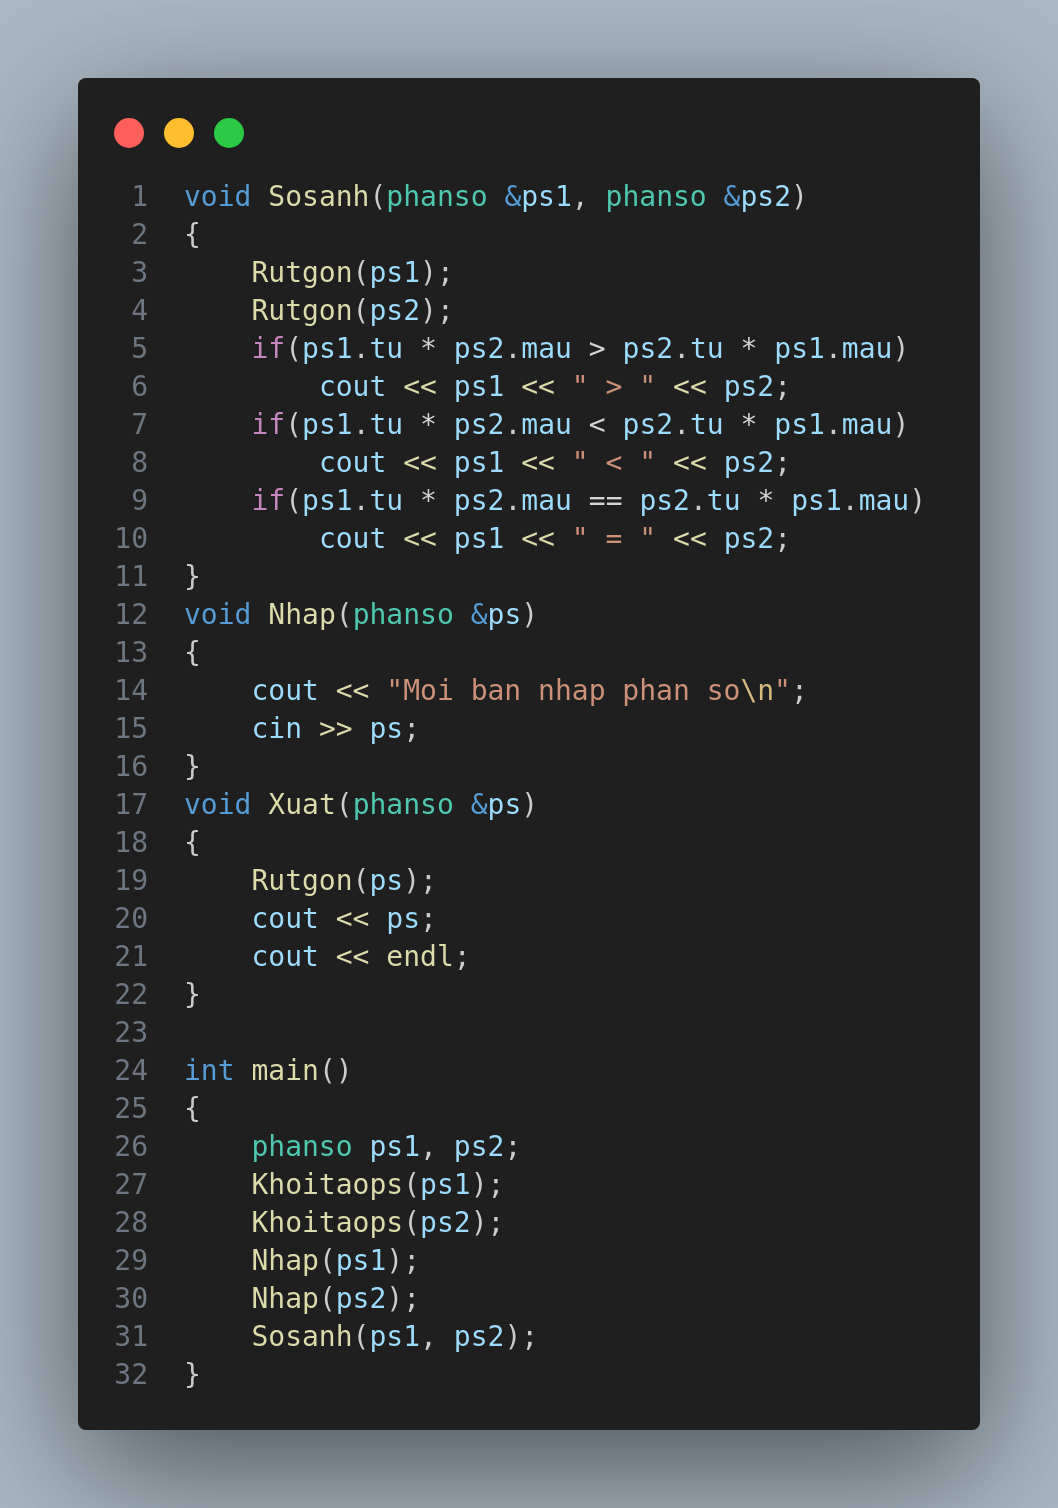 1 void Sosanh(phanso &ps1, phanso &ps2)
2 {
3     Rutgon(ps1);
4     Rutgon(ps2);
5     if(ps1.tu * ps2.mau > ps2.tu * ps1.mau)
6         cout << ps1 << " > " << ps2;
7     if(ps1.tu * ps2.mau < ps2.tu * ps1.mau)
8         cout << ps1 << " < " << ps2;
9     if(ps1.tu * ps2.mau == ps2.tu * ps1.mau)
10         cout << ps1 << " = " << ps2;
11 }
12 void Nhap(phanso &ps)
13 {
14     cout << "Moi ban nhap phan so\n";
15     cin >> ps;
16 }
17 void Xuat(phanso &ps)
18 {
19     Rutgon(ps);
20     cout << ps;
21     cout << endl;
22 }
23
24 int main()
25 {
26     phanso ps1, ps2;
27     Khoitaops(ps1);
28     Khoitaops(ps2);
29     Nhap(ps1);
30     Nhap(ps2);
31     Sosanh(ps1, ps2);
32 }